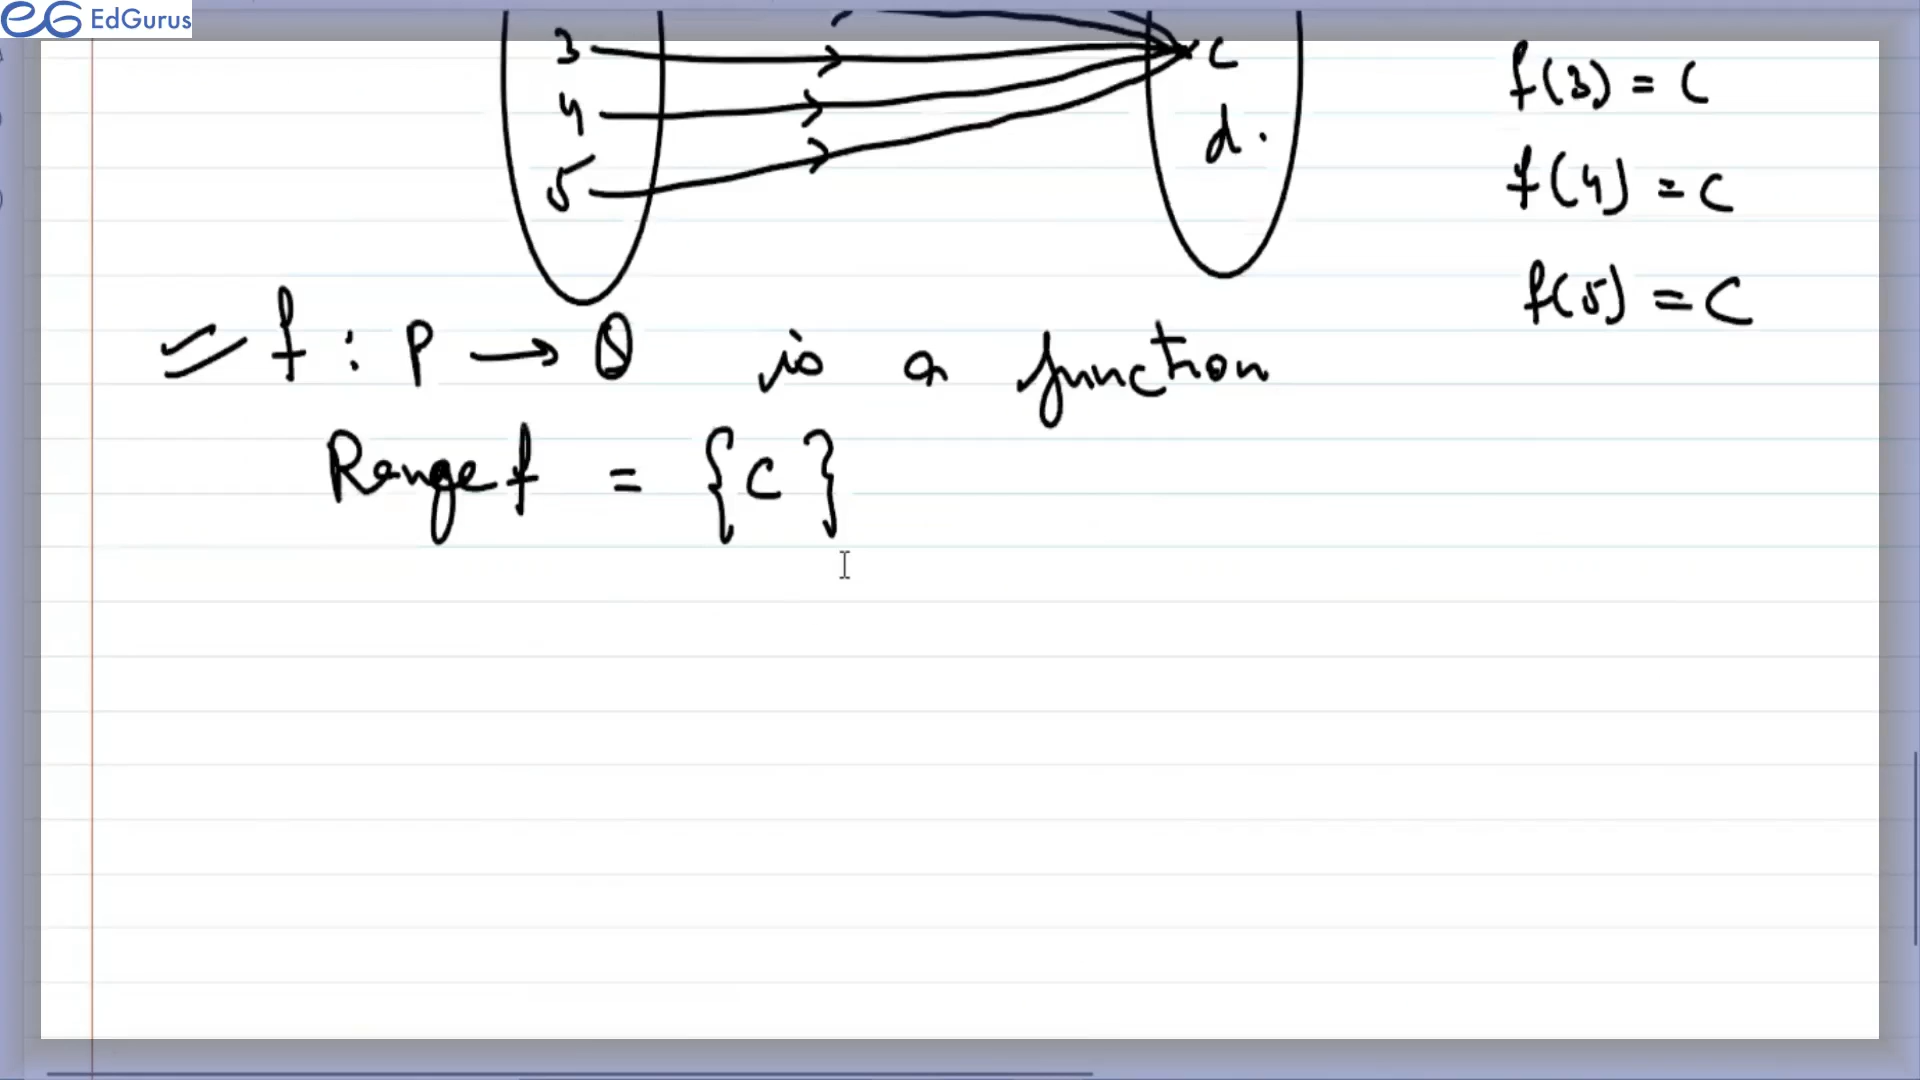 EdGurus
3 c f(3) = C
4 d. f(4) = C
5 f(5) = C
f : P → Q is a function
Range f = {c}